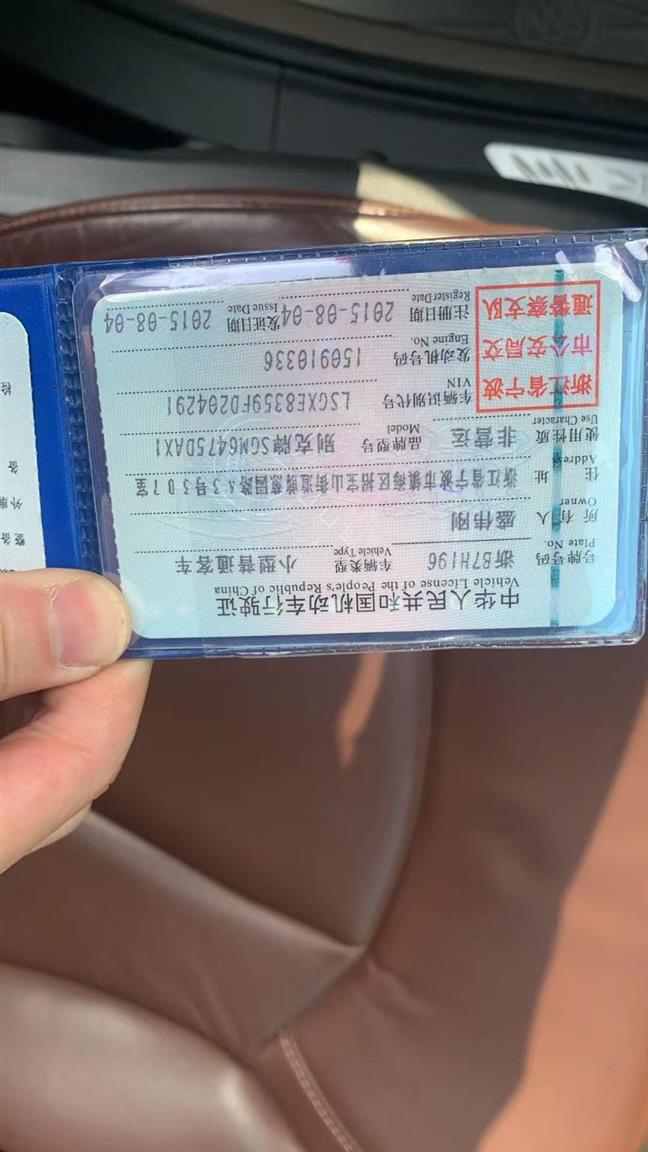 中华人民共和国机动车行驶证
Vehicle License of the People's Republic of China
号牌号码 浙B7H196 车辆类型 小型普通客车
Plate No. Vehicle Type
所有人 盛伟刚
Owner
住址 浙江省宁波市镇海区招宝山街道胜利路43号307室
Address
使用性质 非营运 品牌型号 别克牌SGM6475DAX1
Use Character Model
浙江省宁波
市公安局交
通警察支队
车辆识别代号 LSGXE8359FD204291
VIN
发动机号码 150910336
Engine No.
注册日期 2015-08-04 发证日期 2015-08-04
Register Date Issue Date